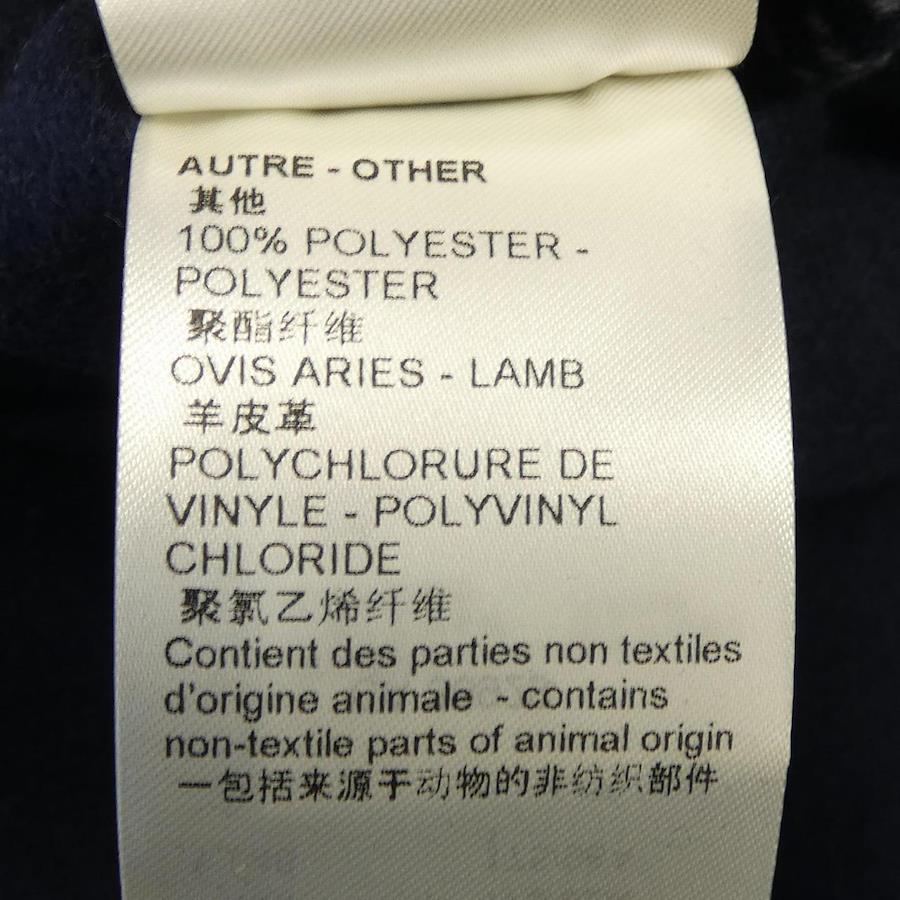 AUTRE - OTHER
其他
100% POLYESTER -
POLYESTER
聚酯纤维
OVIS ARIES - LAMB
羊皮革
POLYCHLORURE DE
VINYLE - POLYVINYL
CHLORIDE
聚氯乙烯纤维
Contient des parties non textiles
d'origine animale - contains
non-textile parts of animal origin
一包括来源于动物的非纺织部件